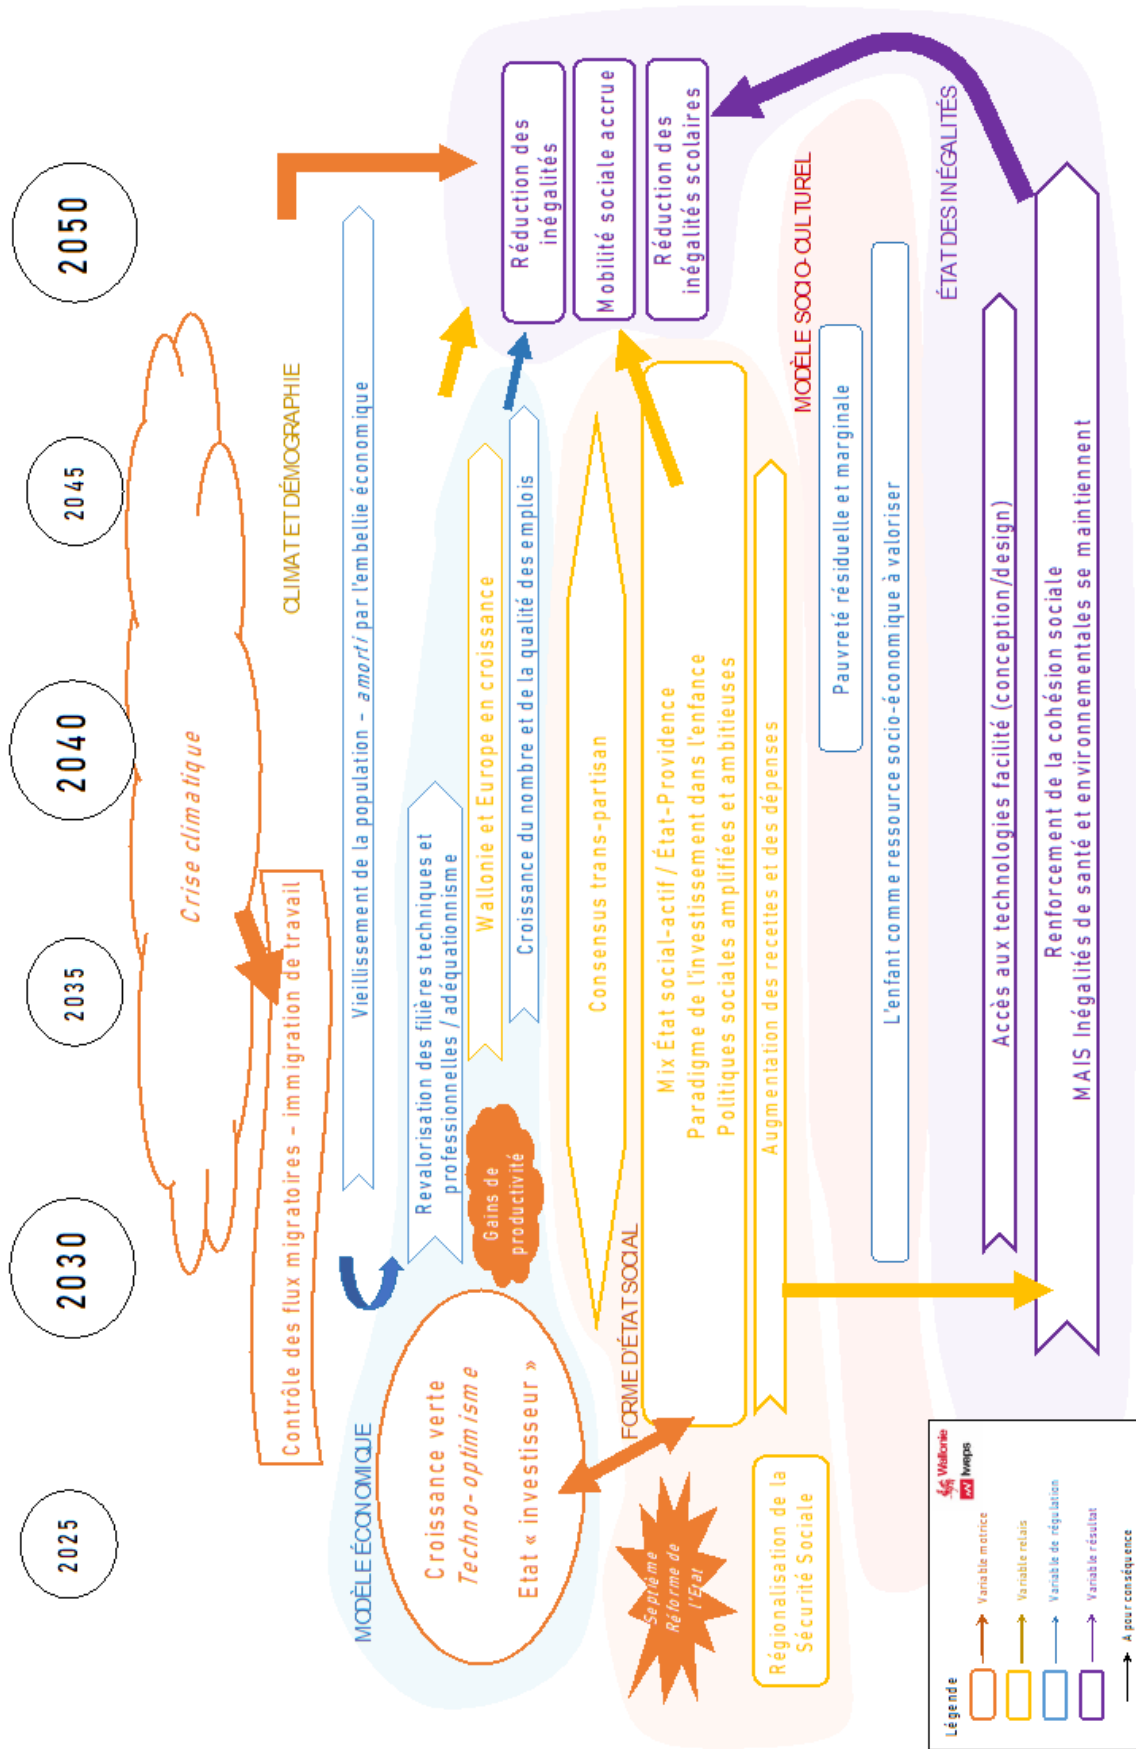 2025
2030
2035
2040
2045
2050
Crise climatique
Contrôle des flux migratoires – immigration de travail
CLIMAT ET DÉMOGRAPHIE
Vieillissement de la population – amorti par l'embellie économique
MODÈLE ÉCONOMIQUE
Croissance verte
Techno-optimisme
Etat « investisseur »
Revalorisation des filières techniques et
professionnelles / adéquationnisme
Gains de
productivité
Wallonie et Europe en croissance
Croissance du nombre et de la qualité des emplois
Réduction des
inégalités
Mobilité sociale accrue
Réduction des
inégalités scolaires
FORME D'ÉTAT SOCIAL
Consensus trans-partisan
Septième
Réforme de
l'Etat
Mix État social-actif / État-Providence
Paradigme de l'investissement dans l'enfance
Politiques sociales amplifiées et ambitieuses
Régionalisation de la
Sécurité Sociale
Augmentation des recettes et des dépenses
MODÈLE SOCIO-CULTUREL
Pauvreté résiduelle et marginale
L'enfant comme ressource socio-économique à valoriser
ÉTAT DES INÉGALITÉS
Accès aux technologies facilité (conception/design)
Renforcement de la cohésion sociale
MAIS Inégalités de santé et environnementales se maintiennent
Légende
Wallonie
Iweps
Variable motrice
Variable relais
Variable de régulation
Variable résultat
A pour conséquence